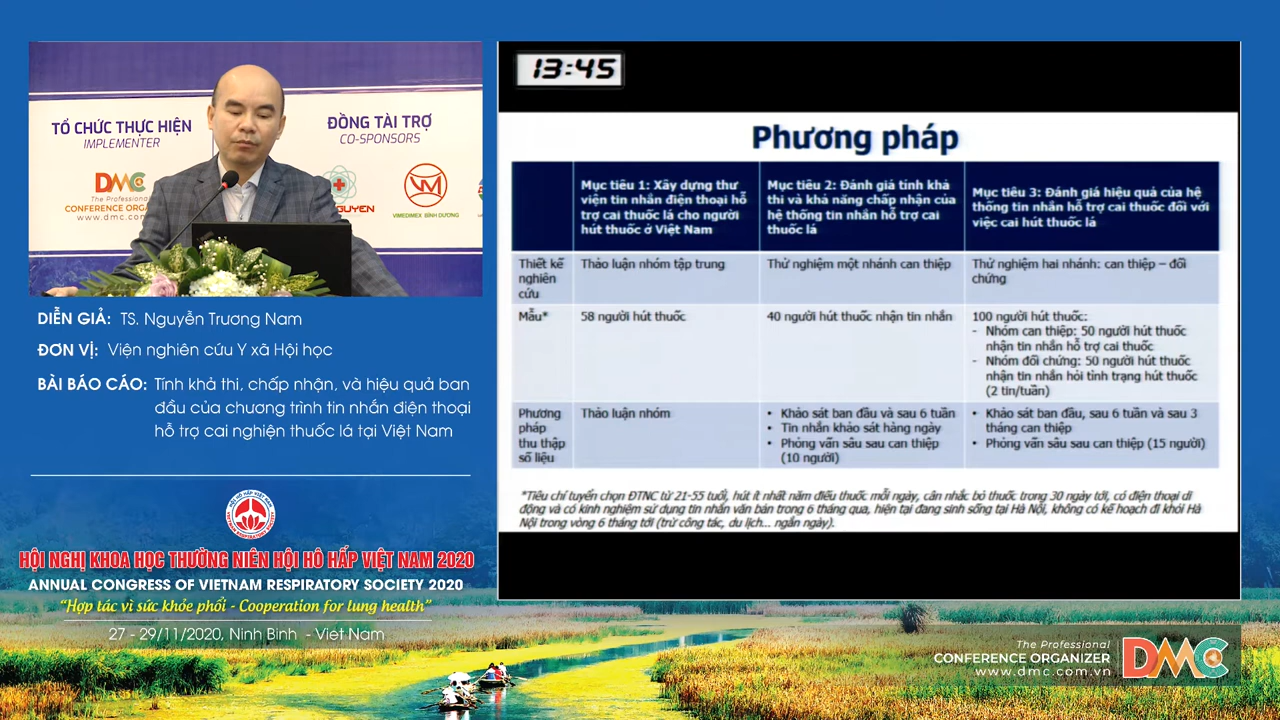 TỔ CHỨC THỰC HIỆN
IMPLEMENTER
ĐỒNG TÀI TRỢ
CO-SPONSORS
DMC
The Professional
CONFERENCE ORGA
www.dmc.com
VIMEDIMEX BÌNH DƯƠNG
DIỄN GIẢ: TS. Nguyễn Trương Nam
ĐƠN VỊ: Viện nghiên cứu Y xã Hội học
BÀI BÁO CÁO: Tính khả thi, chấp nhận, và hiệu quả ban
đầu của chương trình tin nhắn điện thoại
hỗ trợ cai nghiện thuốc lá tại Việt Nam
HỘI HÔ HẤP VIỆT NAM
VIETNAM RESPIRATORY SOCIETY
HỘI NGHỊ KHOA HỌC THƯỜNG NIÊN HỘI HÔ HẤP VIỆT NAM 2020
ANNUAL CONGRESS OF VIETNAM RESPIRATORY SOCIETY 2020
“Hợp tác vì sức khỏe phổi - Cooperation for lung health”
27 - 29/11/2020, Ninh Bình - Việt Nam
13:45
Phương pháp
Mục tiêu 1: Xây dựng thư
viện tin nhắn điện thoại hỗ
trợ cai thuốc lá cho người
hút thuốc ở Việt Nam
Mục tiêu 2: Đánh giá tính khả
thi và khả năng chấp nhận của
hệ thống tin nhắn hỗ trợ cai
thuốc lá
Mục tiêu 3: Đánh giá hiệu quả của hệ
thống tin nhắn hỗ trợ cai thuốc đối với
việc cai hút thuốc lá
Thiết kế
nghiên
cứu
Thảo luận nhóm tập trung
Thử nghiệm một nhánh can thiệp
Thử nghiệm hai nhánh: can thiệp – đối
chứng
Mẫu*
58 người hút thuốc
40 người hút thuốc nhận tin nhắn
100 người hút thuốc:
- Nhóm can thiệp: 50 người hút thuốc
nhận tin nhắn hỗ trợ cai thuốc
- Nhóm đối chứng: 50 người hút thuốc
nhận tin nhắn hỏi tình trạng hút thuốc
(2 tin/tuần)
Phương
pháp
thu thập
số liệu
Thảo luận nhóm
• Khảo sát ban đầu và sau 6 tuần
• Tin nhắn khảo sát hàng ngày
• Phỏng vấn sâu sau can thiệp
(10 người)
• Khảo sát ban đầu, sau 6 tuần và sau 3
tháng can thiệp
• Phỏng vấn sâu sau can thiệp (15 người)
*Tiêu chí tuyển chọn ĐTNC từ 21-55 tuổi, hút ít nhất năm điếu thuốc mỗi ngày, cân nhắc bỏ thuốc trong 30 ngày tới, có điện thoại di
động và có kinh nghiệm sử dụng tin nhắn văn bản trong 6 tháng qua, hiện tại đang sinh sống tại Hà Nội, không có kế hoạch đi khỏi Hà
Nội trong vòng 6 tháng tới (trừ công tác, du lịch... ngắn ngày).
The Professional
CONFERENCE ORGANIZER
www.dmc.com.vn
DMC